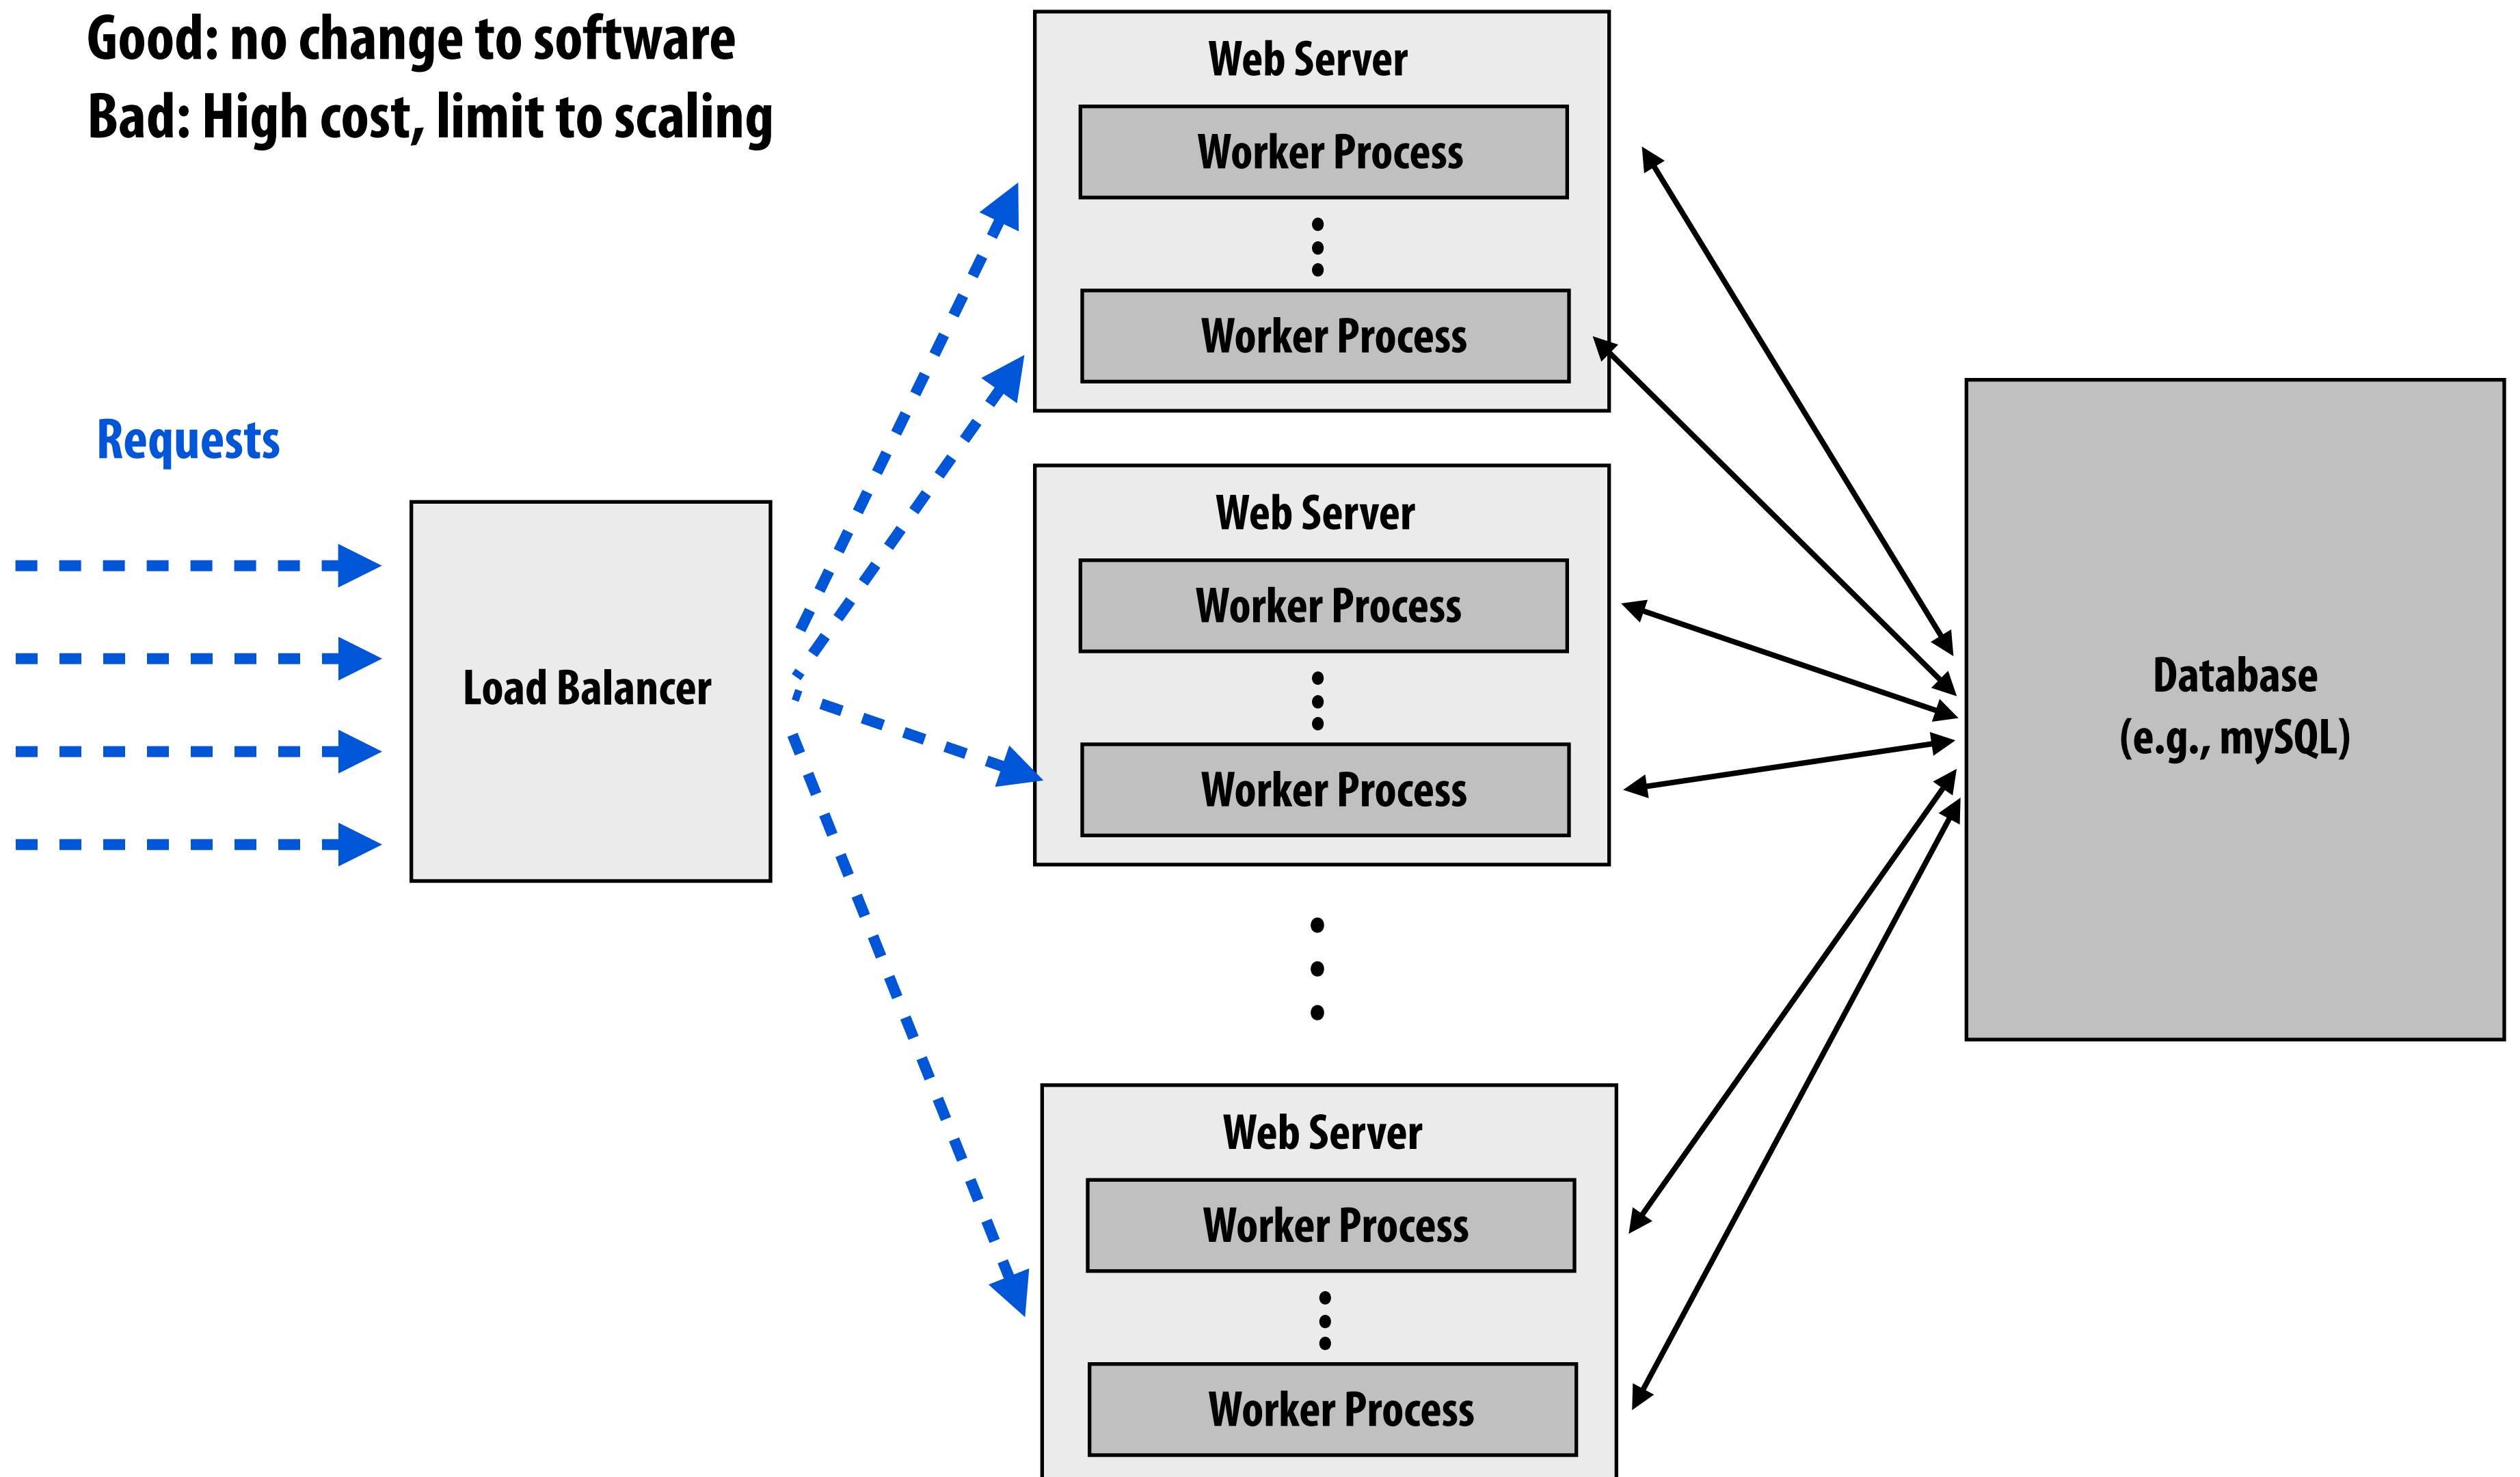 Good: no change to software
Bad: High cost, limit to scaling
Requests
Load Balancer
Web Server
Worker Process
Worker Process
Web Server
Worker Process
Worker Process
Web Server
Worker Process
Worker Process
Database
(e.g., mySQL)